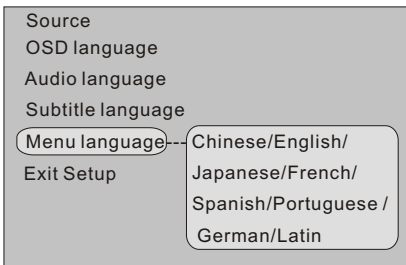 Source
OSD language
Audio language
Subtitle language
Menu language---Chinese/English/
Exit Setup
Japanese/French/
Spanish/Portuguese /
German/Latin